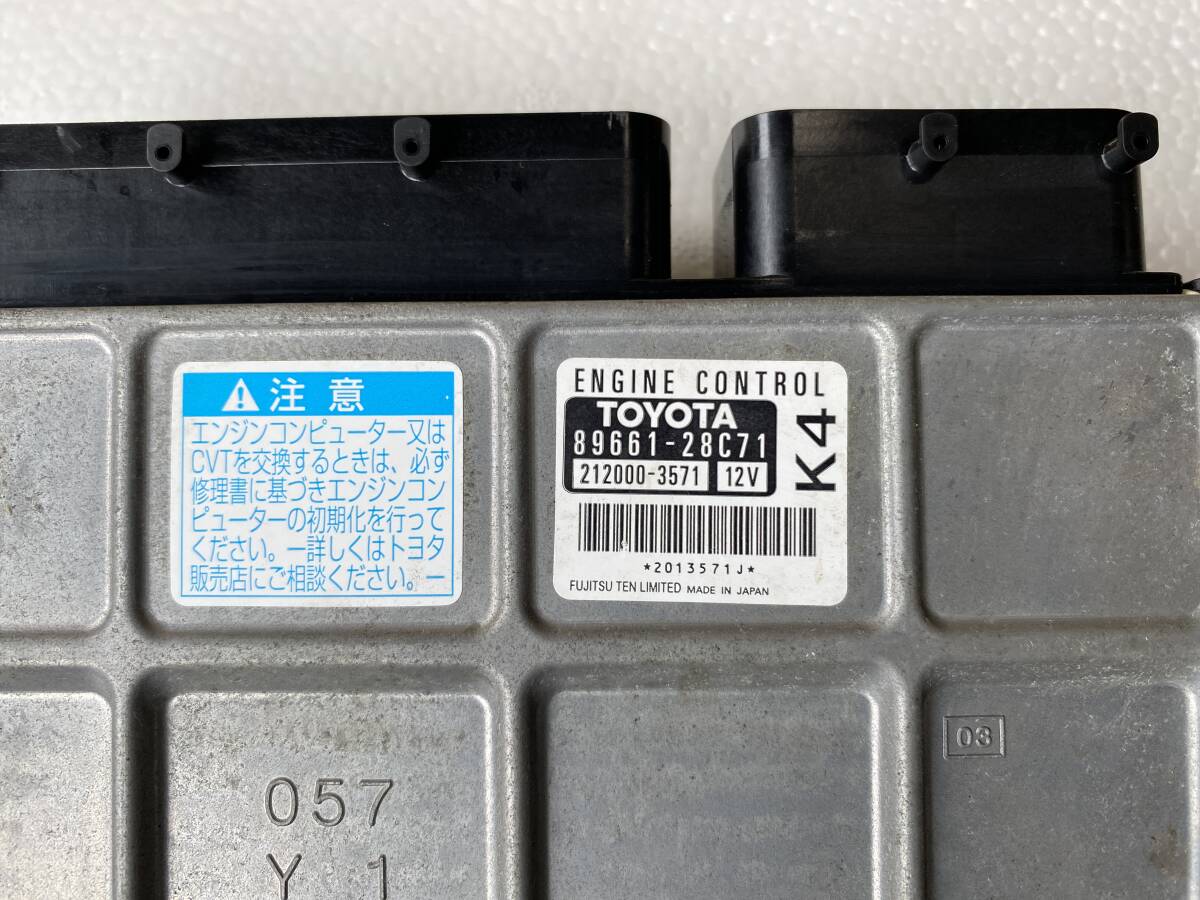 注意
エンジンコンピューター又は
CVTを交換するときは、必ず
修理書に基づきエンジンコン
ピューターの初期化を行って
ください。ー詳しくはトヨタ
販売店にご相談ください。ー
ENGINE CONTROL
TOYOTA
89661-28C71
212000-3571 12V
K4
*2013571J*
FUJITSU TEN LIMITED MADE IN JAPAN
03
057
Y 1